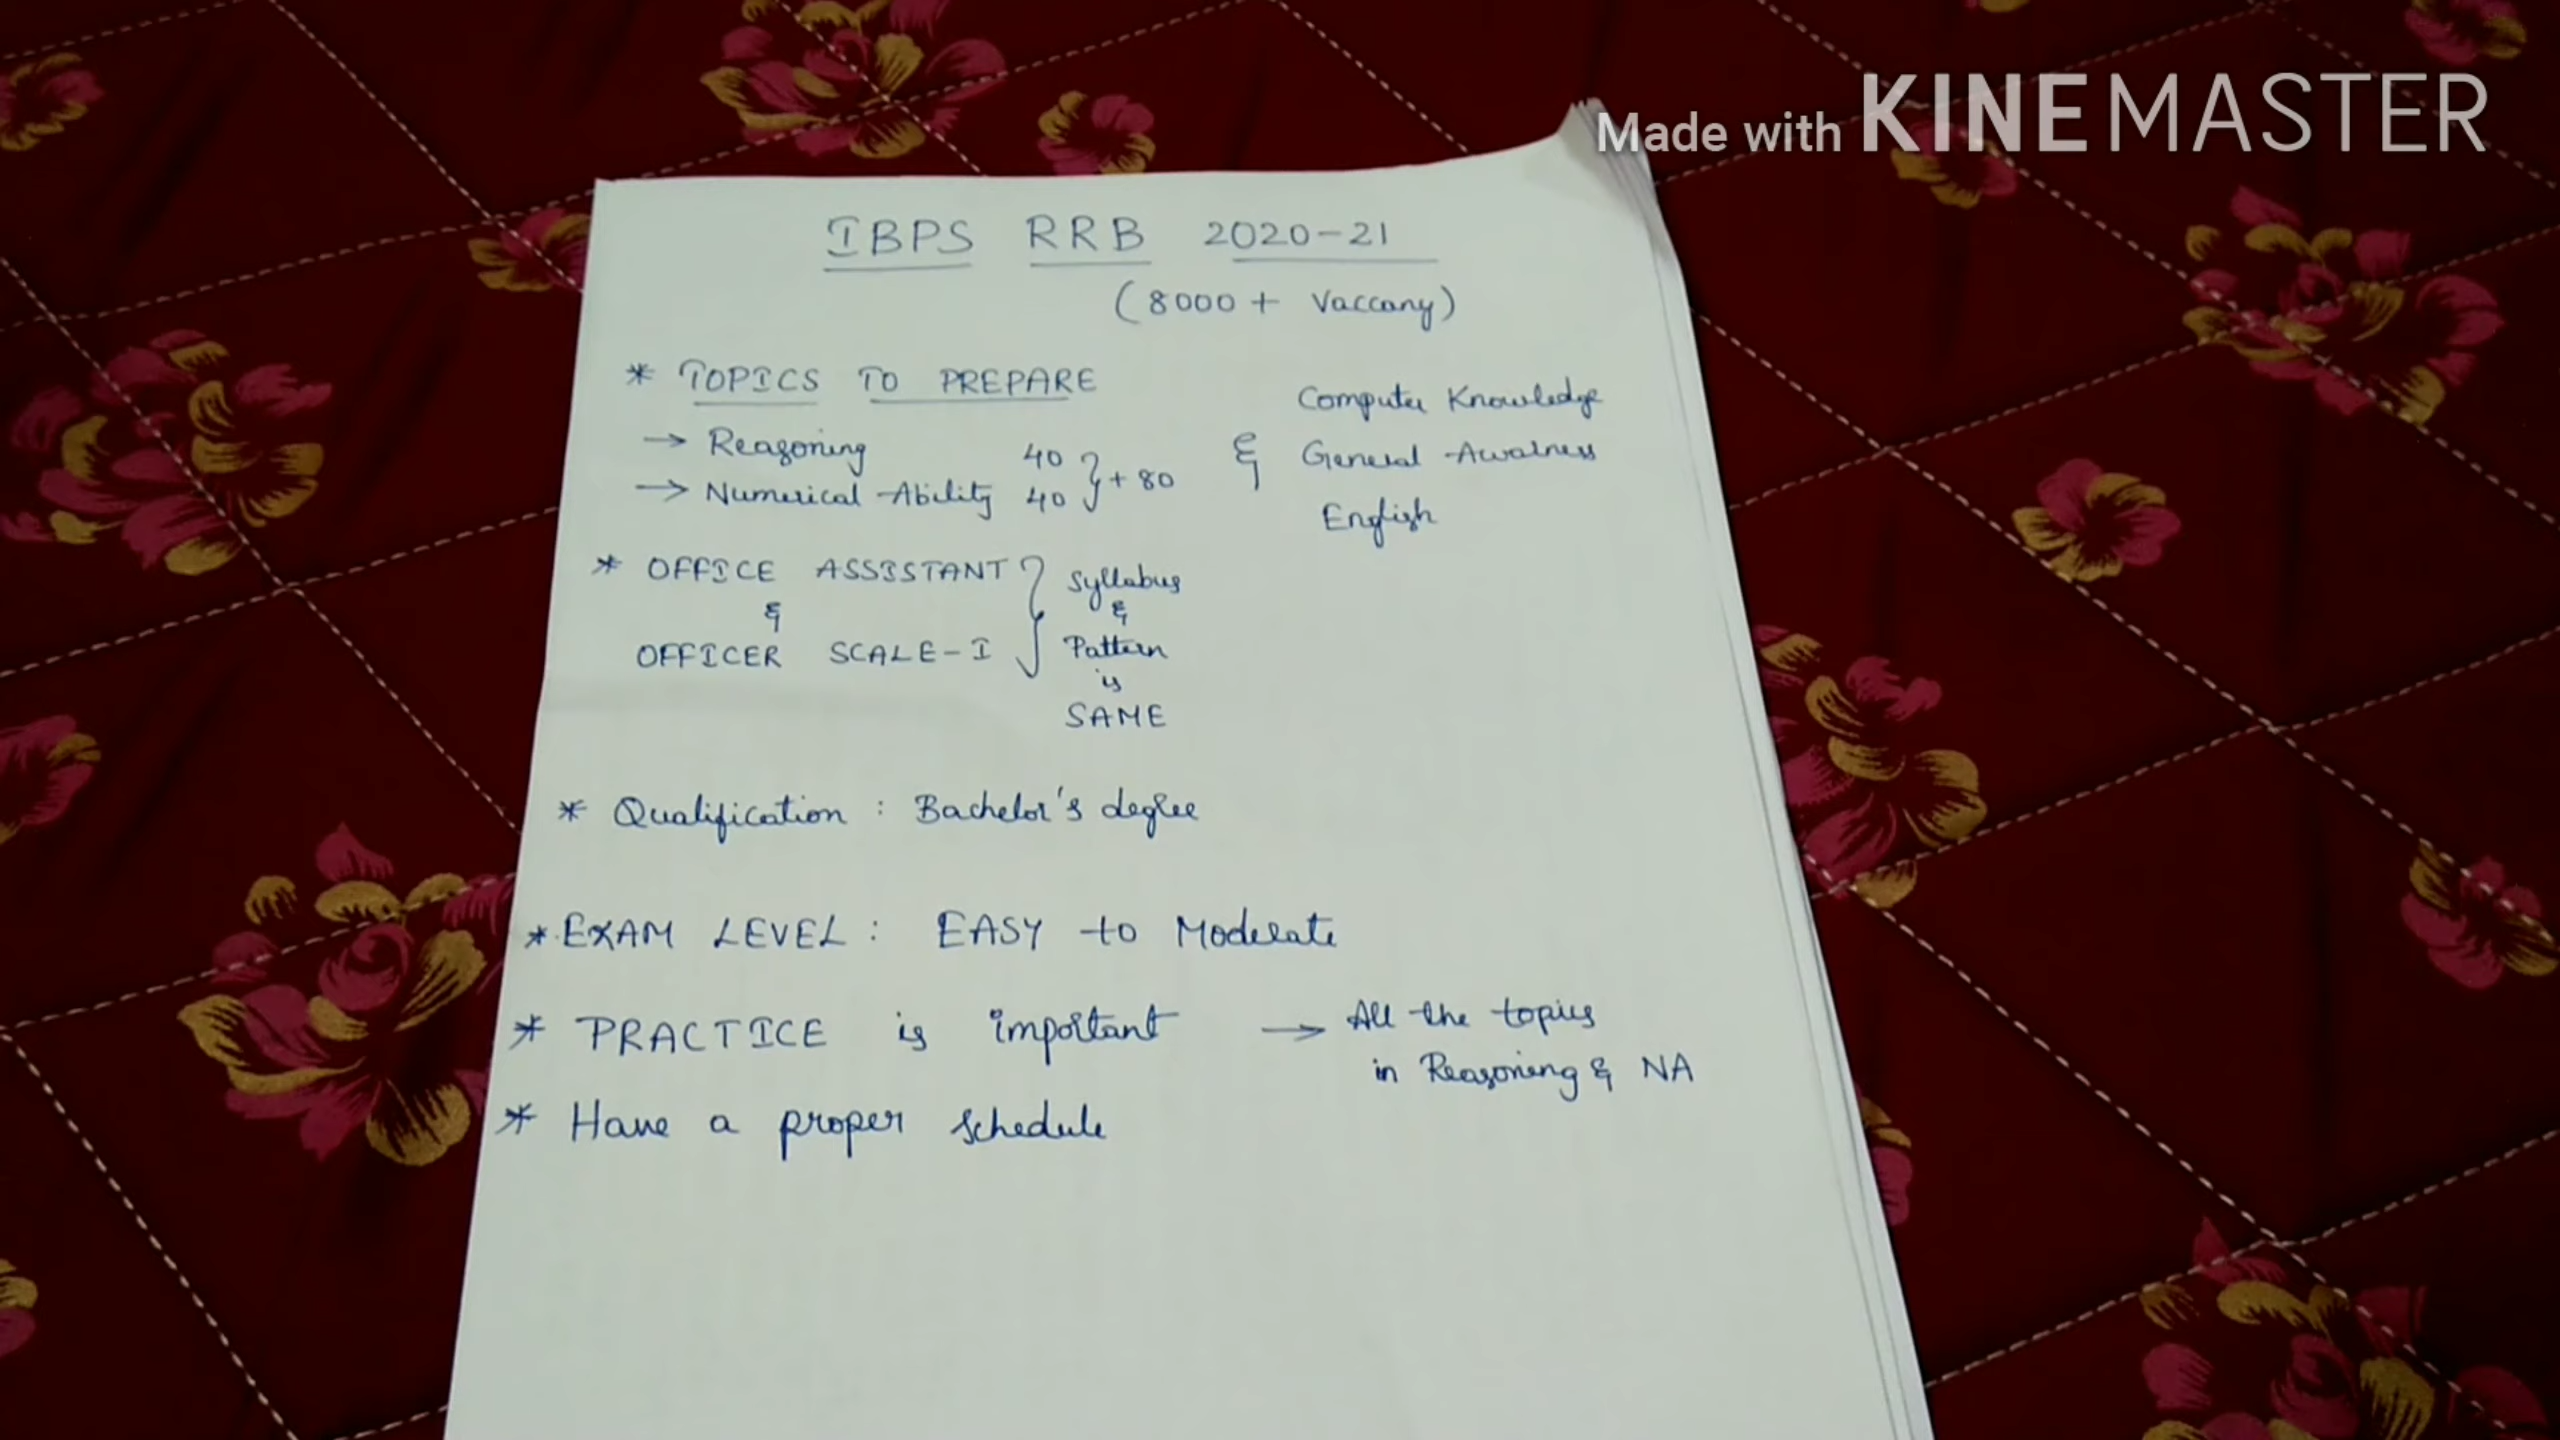 Made with KINEMASTER
IBPS RRB 2020-21
(8000+ Vaccany)
* TOPICS TO PREPARE
→ Reasoning 40
→ Numerical Ability 40 } + 80
& Computer Knowledge
General Awarness
English
* OFFICE ASSISTANT
&
OFFICER SCALE-I
} Syllabus
&
Pattern
is
SAME
* Qualification : Bachelor's degree
* EXAM LEVEL : EASY to Moderate
* PRACTICE is important → All the topics
in Reasoning & NA
* Have a proper schedule